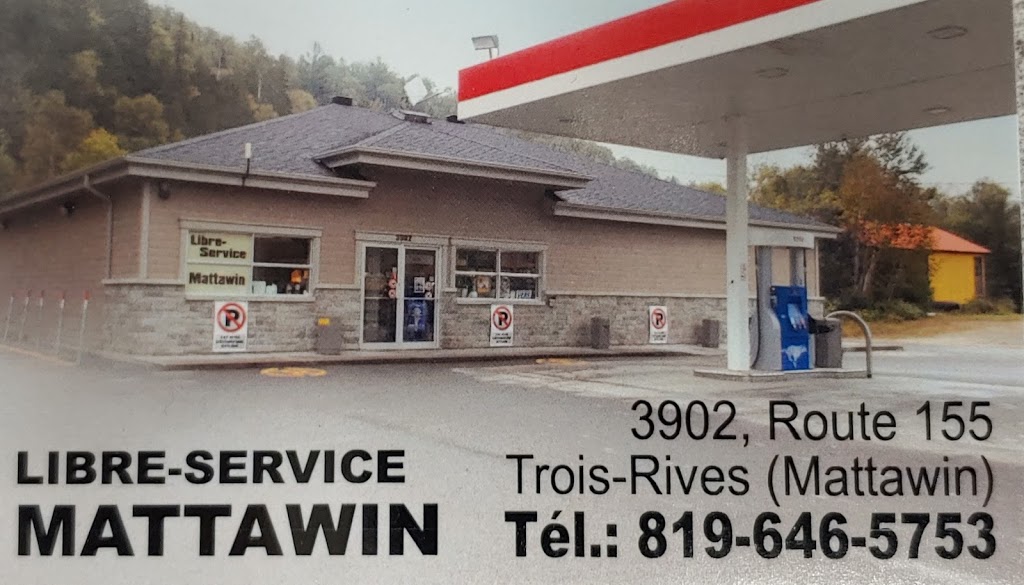 3902
Libre-
Service
Mattawin
3902, Route 155
LIBRE-SERVICE
Trois-Rives (Mattawin)
MATTAWIN
Tél.: 819-646-5753